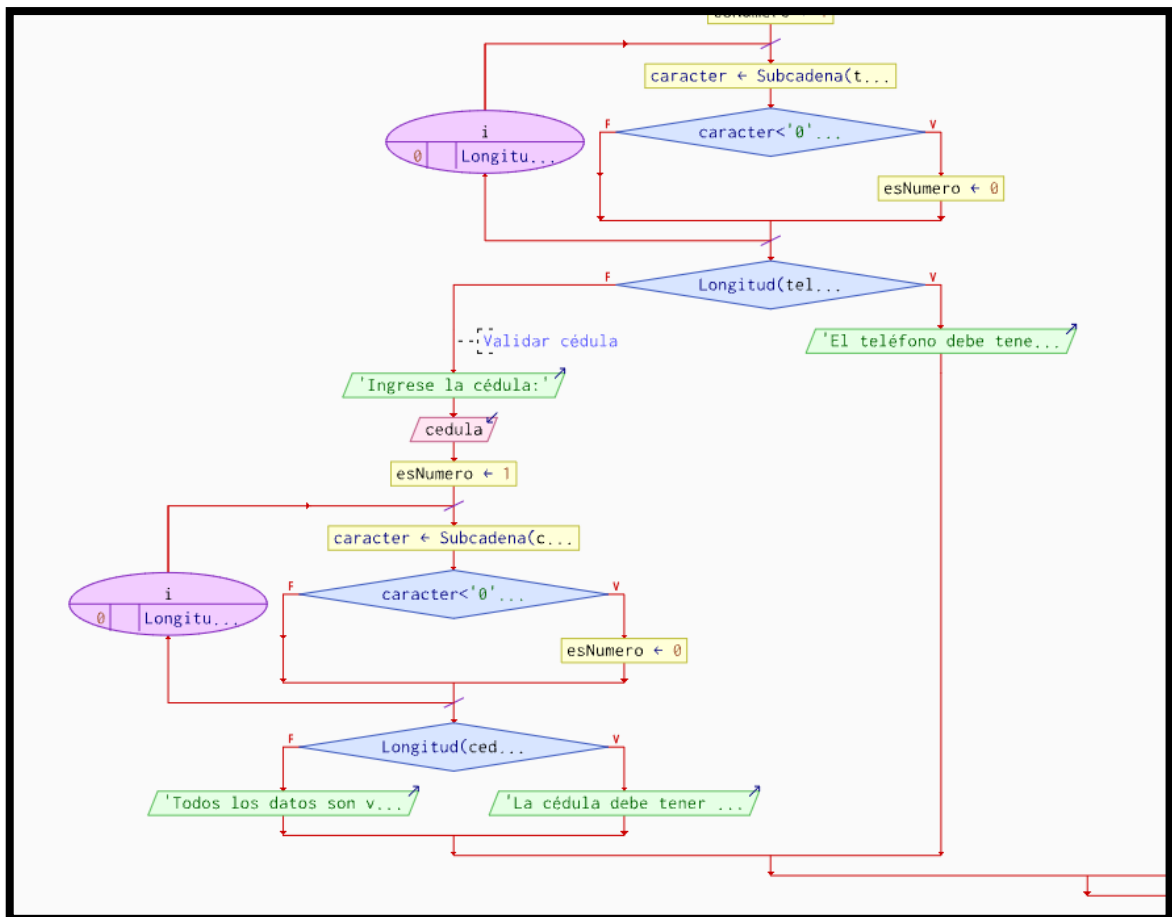 caracter ← Subcadena(t...
i
0 Longitu...
caracter<'0'...
F
V
esNumero ← 0
Longitud(tel...
F
V
Validar cédula
'El teléfono debe tene...
'Ingrese la cédula:'
cedula
esNumero ← 1
caracter ← Subcadena(c...
i
0 Longitu...
caracter<'0'...
F
V
esNumero ← 0
Longitud(ced...
F
V
'Todos los datos son v...
'La cédula debe tener ...